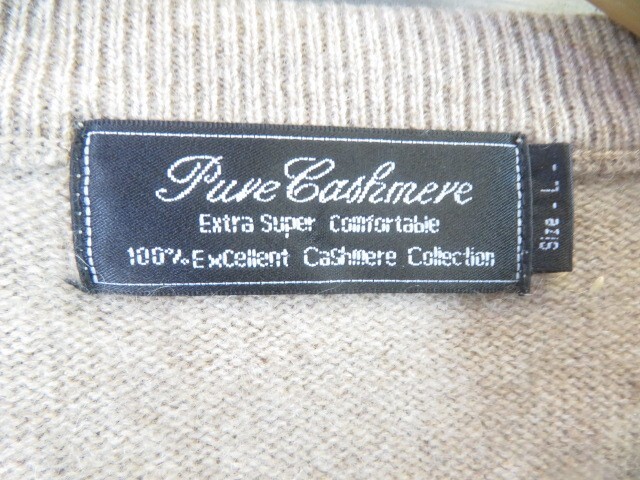 Pure Cashmere
Extra Super Comfortable
100% Excellent Cashmere Collection
Size - L -